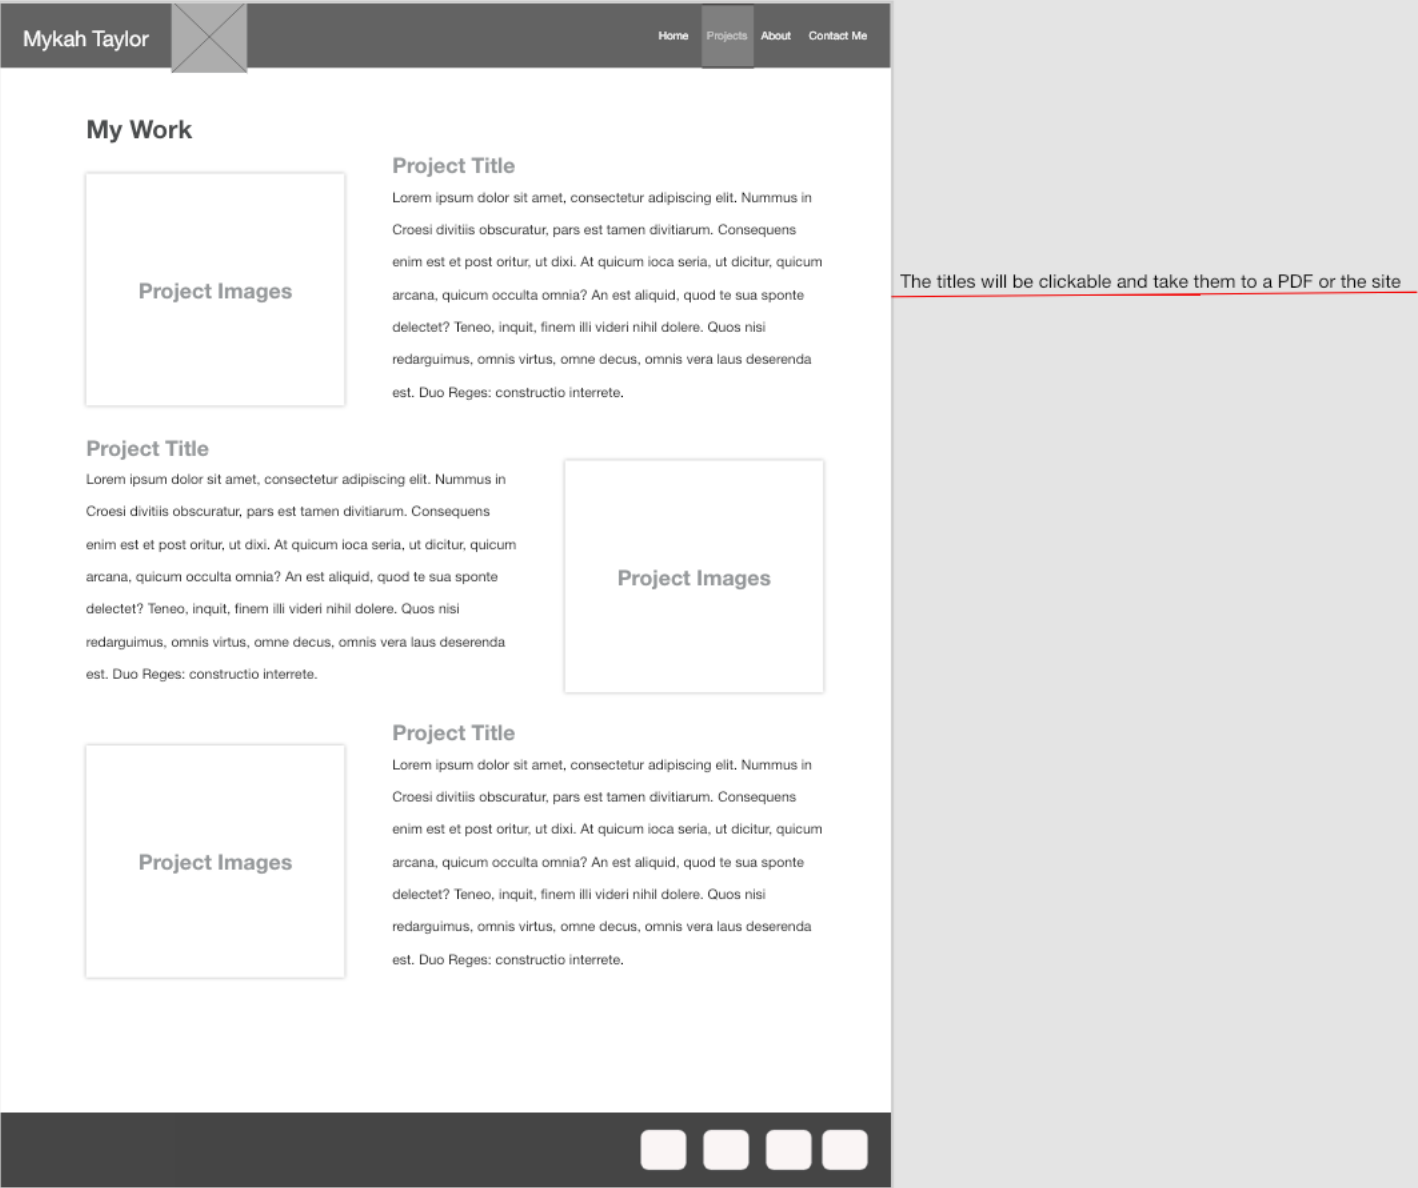 Mykah Taylor
Home Projects About Contact Me
My Work
Project Images
Project Title
Lorem ipsum dolor sit amet, consectetur adipiscing elit. Nummus in
Croesi divitiis obscuratur, pars est tamen divitiarum. Consequens
enim est et post oritur, ut dixi. At quicum ioca seria, ut dicitur, quicum
arcana, quicum occulta omnia? An est aliquid, quod te sua sponte
delectet? Teneo, inquit, finem illi videri nihil dolere. Quos nisi
redarguimus, omnis virtus, omne decus, omnis vera laus deserenda
est. Duo Reges: constructio interrete.
The titles will be clickable and take them to a PDF or the site
Project Title
Lorem ipsum dolor sit amet, consectetur adipiscing elit. Nummus in
Croesi divitiis obscuratur, pars est tamen divitiarum. Consequens
enim est et post oritur, ut dixi. At quicum ioca seria, ut dicitur, quicum
arcana, quicum occulta omnia? An est aliquid, quod te sua sponte
delectet? Teneo, inquit, finem illi videri nihil dolere. Quos nisi
redarguimus, omnis virtus, omne decus, omnis vera laus deserenda
est. Duo Reges: constructio interrete.
Project Images
Project Images
Project Title
Lorem ipsum dolor sit amet, consectetur adipiscing elit. Nummus in
Croesi divitiis obscuratur, pars est tamen divitiarum. Consequens
enim est et post oritur, ut dixi. At quicum ioca seria, ut dicitur, quicum
arcana, quicum occulta omnia? An est aliquid, quod te sua sponte
delectet? Teneo, inquit, finem illi videri nihil dolere. Quos nisi
redarguimus, omnis virtus, omne decus, omnis vera laus deserenda
est. Duo Reges: constructio interrete.